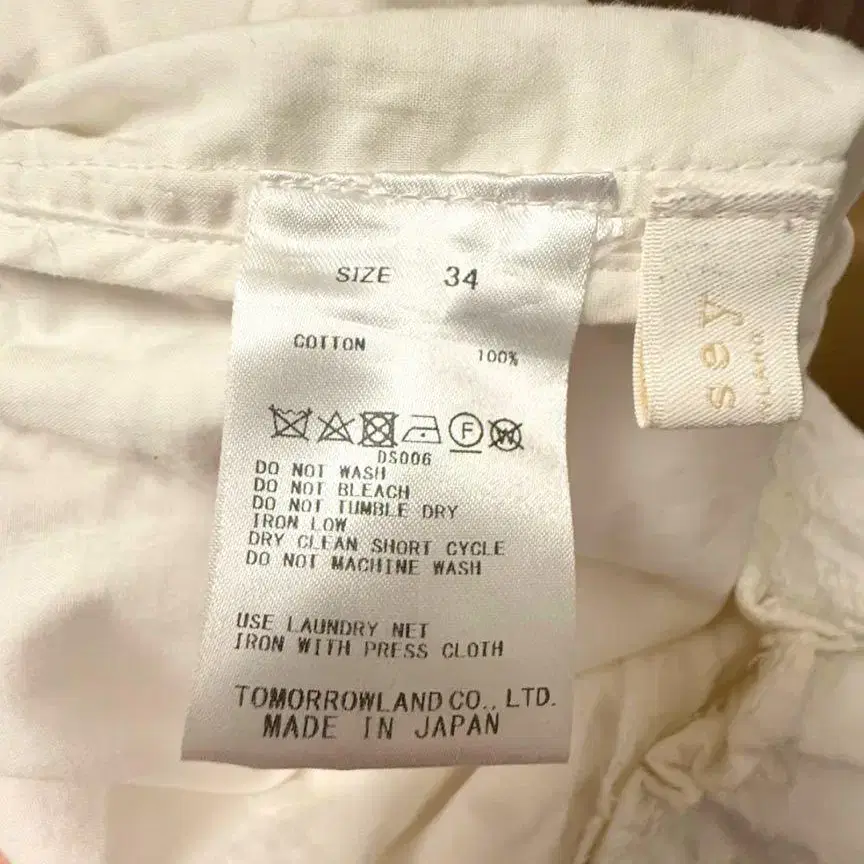 SIZE 34
COTTON 100%
F W
DS006
DO NOT WASH
DO NOT BLEACH
DO NOT TUMBLE DRY
IRON LOW
DRY CLEAN SHORT CYCLE
DO NOT MACHINE WASH
USE LAUNDRY NET
IRON WITH PRESS CLOTH
TOMORROWLAND CO., LTD.
MADE IN JAPAN
sey